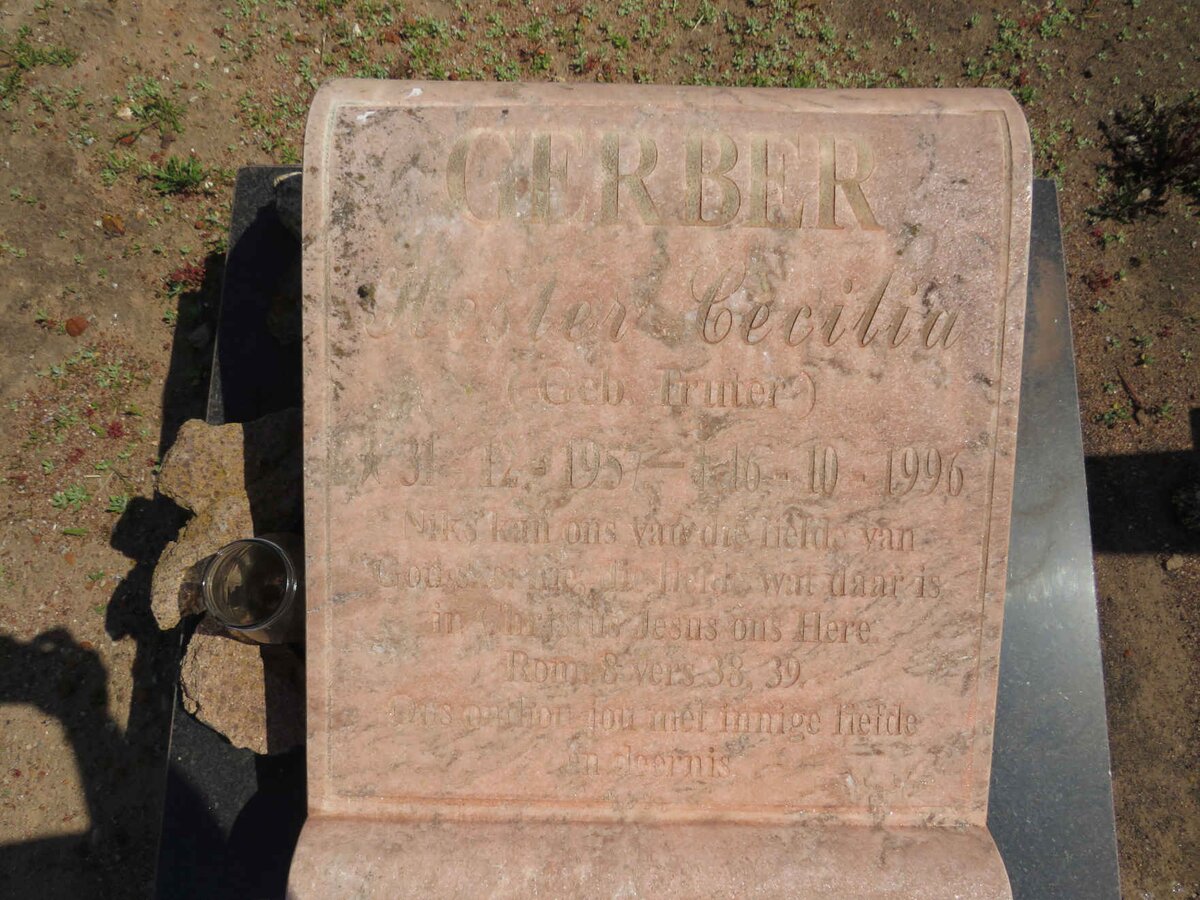 GERBER
Hester Cecilia
( Geb. Truter )
★ 31 - 12 - 1957 – † 16 - 10 - 1996
Niks kan ons van die liefde van
God skei nie, die liefde wat daar is
in Christus Jesus ons Here
Rom. 8 vers 38, 39.
Ons onthou jou met innige liefde
en deernis